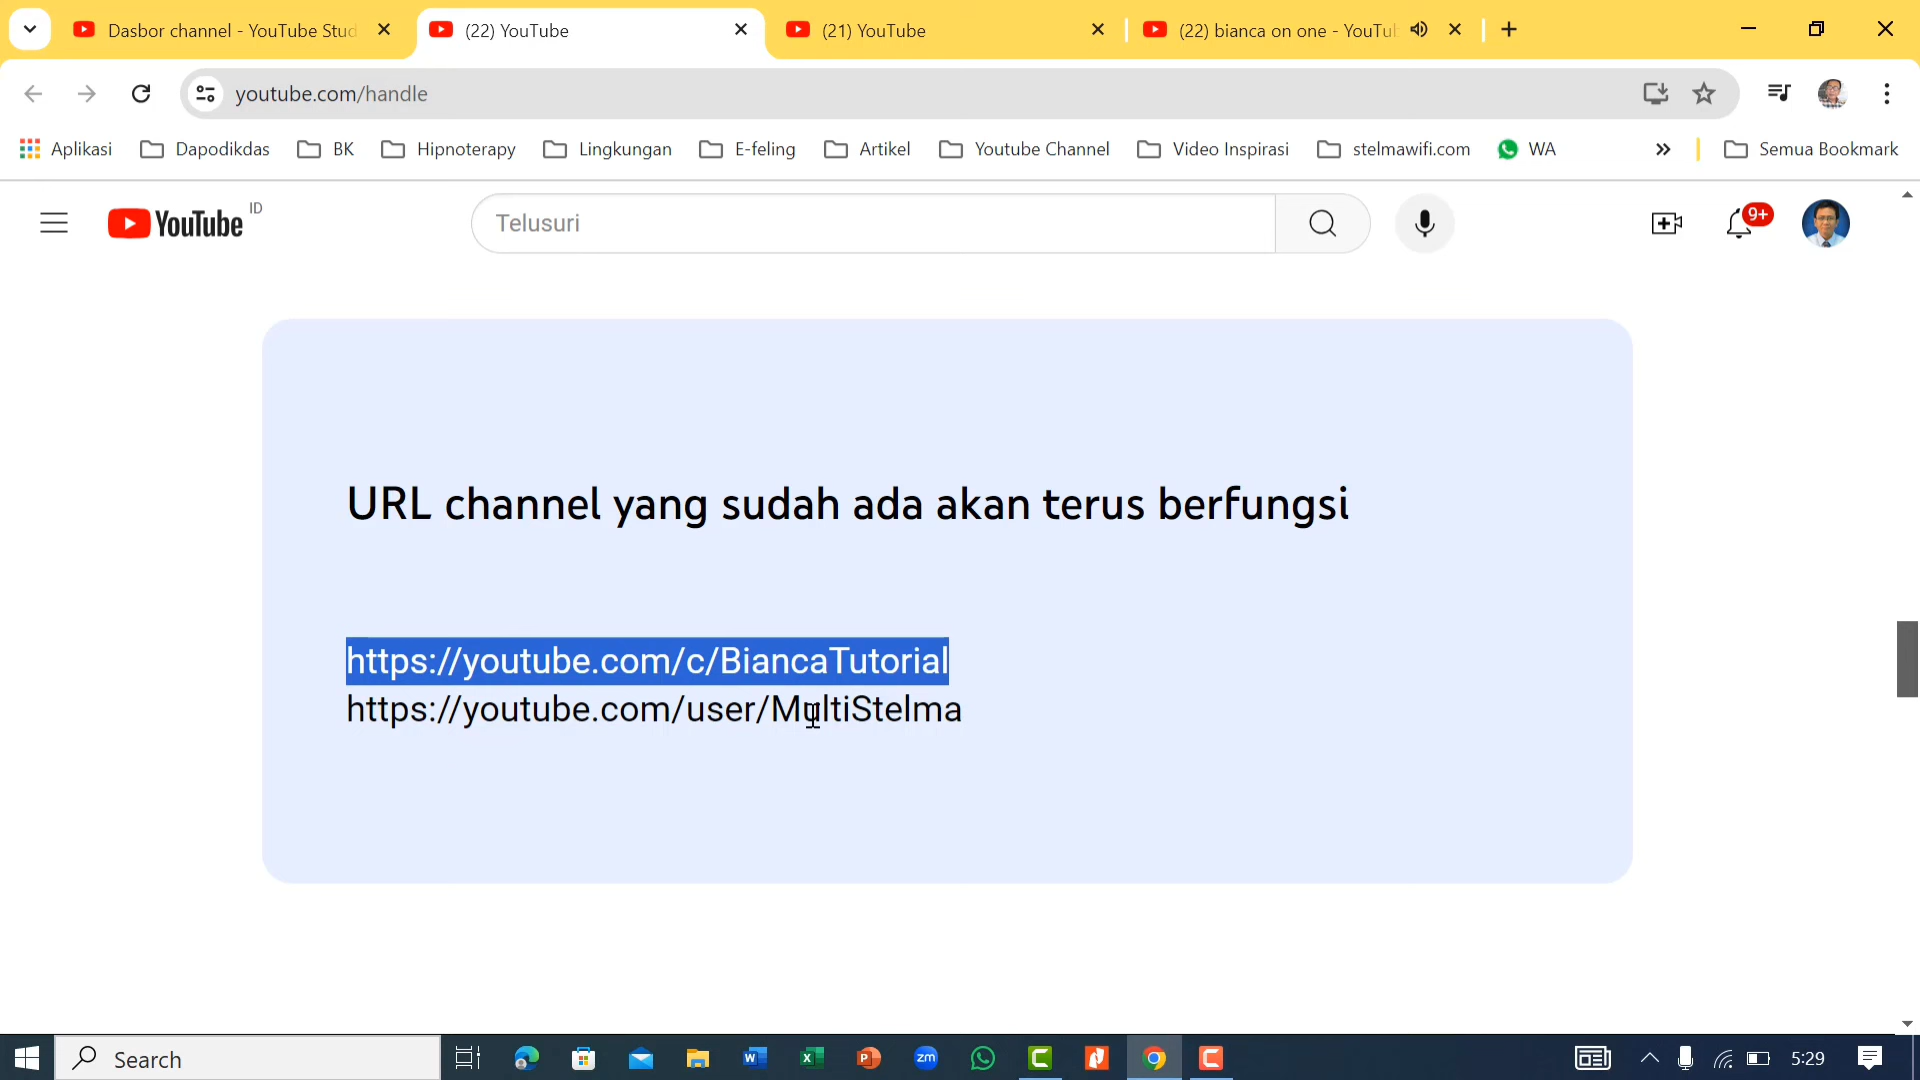 Dasbor channel - YouTube Stud
(22) YouTube
(21) YouTube
(22) bianca on one - YouTu
youtube.com/handle
Aplikasi
Dapodikdas
BK
Hipnoterapy
Lingkungan
E-feling
Artikel
Youtube Channel
Video Inspirasi
stelmawifi.com
WA
Semua Bookmark
YouTube ID
Telusuri
9+
URL channel yang sudah ada akan terus berfungsi
https://youtube.com/c/BiancaTutorial
https://youtube.com/user/MultiStelma
Search
zm
5:29